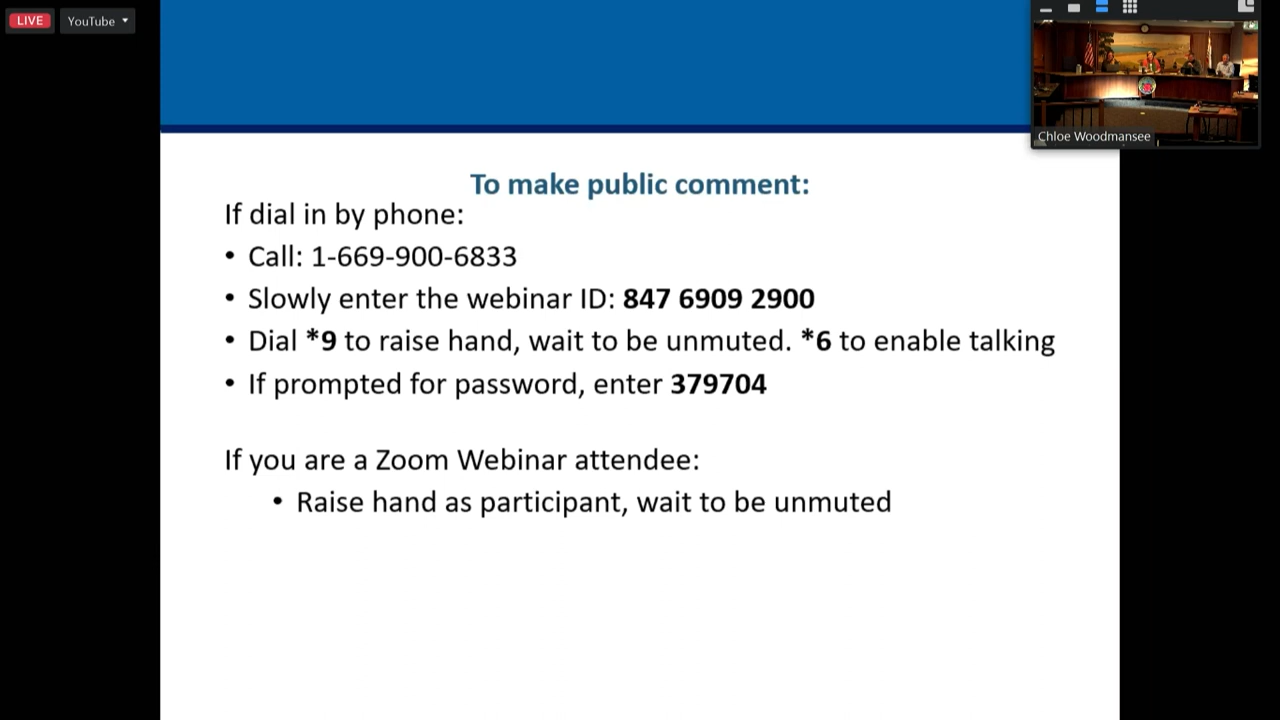 LIVE
YouTube
Chloe Woodmansee
To make public comment:
If dial in by phone:
• Call: 1-669-900-6833
• Slowly enter the webinar ID: 847 6909 2900
• Dial *9 to raise hand, wait to be unmuted. *6 to enable talking
• If prompted for password, enter 379704
If you are a Zoom Webinar attendee:
• Raise hand as participant, wait to be unmuted